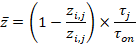 z̄ = (1 − z_{i,j} / z_{i,j}) × τ_j / τ_{on}